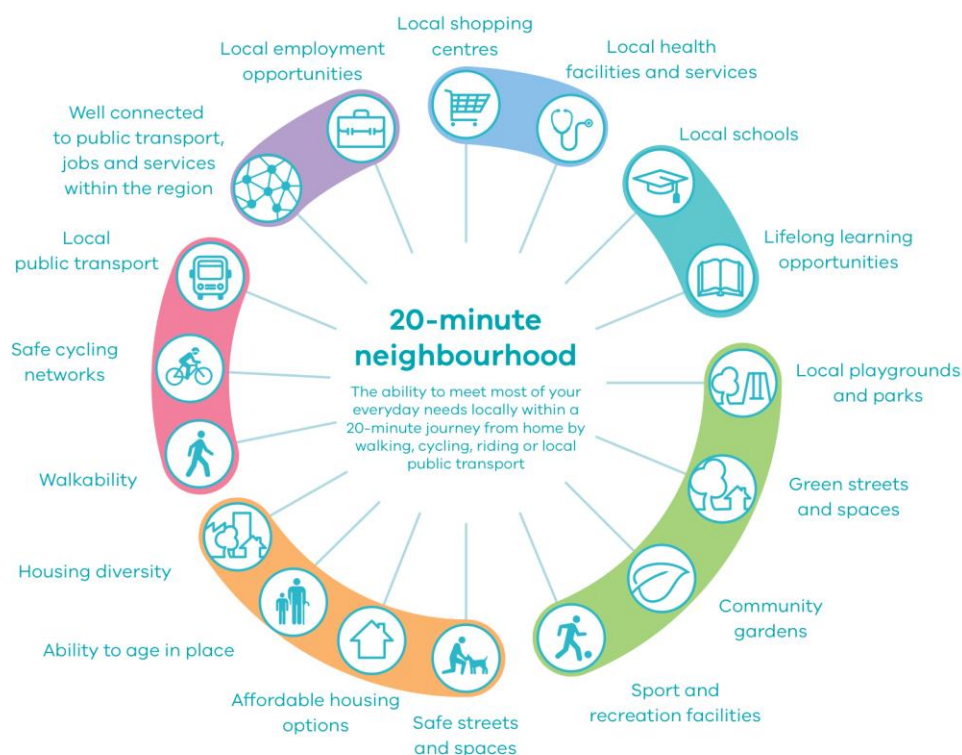 Local shopping
centres
Local health
facilities and services
Local schools
Lifelong learning
opportunities
Local playgrounds
and parks
Green streets
and spaces
Community
gardens
Sport and
recreation facilities
Safe streets
and spaces
Affordable housing
options
Ability to age in place
Housing diversity
Walkability
Safe cycling
networks
Local
public transport
Well connected
to public transport,
jobs and services
within the region
Local employment
opportunities
20-minute
neighbourhood
The ability to meet most of your
everyday needs locally within a
20-minute journey from home by
walking, cycling, riding or local
public transport